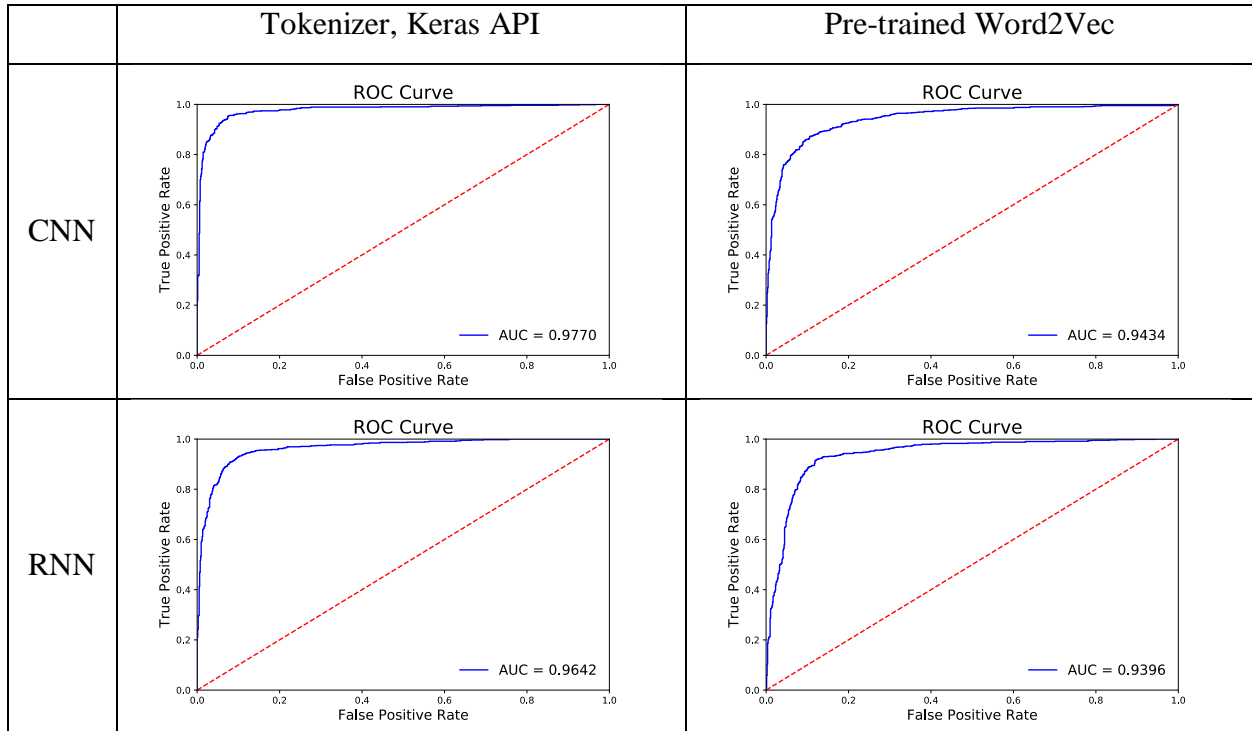 Tokenizer, Keras API
Pre-trained Word2Vec
CNN
ROC Curve
True Positive Rate
1.0
0.8
0.6
0.4
0.2
0.0
AUC = 0.9770
0.0 0.2 0.4 0.6 0.8 1.0
False Positive Rate
ROC Curve
True Positive Rate
1.0
0.8
0.6
0.4
0.2
0.0
AUC = 0.9434
0.0 0.2 0.4 0.6 0.8 1.0
False Positive Rate
RNN
ROC Curve
True Positive Rate
1.0
0.8
0.6
0.4
0.2
0.0
AUC = 0.9642
0.0 0.2 0.4 0.6 0.8 1.0
False Positive Rate
ROC Curve
True Positive Rate
1.0
0.8
0.6
0.4
0.2
0.0
AUC = 0.9396
0.0 0.2 0.4 0.6 0.8 1.0
False Positive Rate